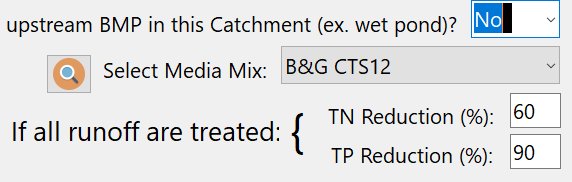 upstream BMP in this Catchment (ex. wet pond)? No
Select Media Mix: B&G CTS12
If all runoff are treated: { TN Reduction (%): 60
TP Reduction (%): 90